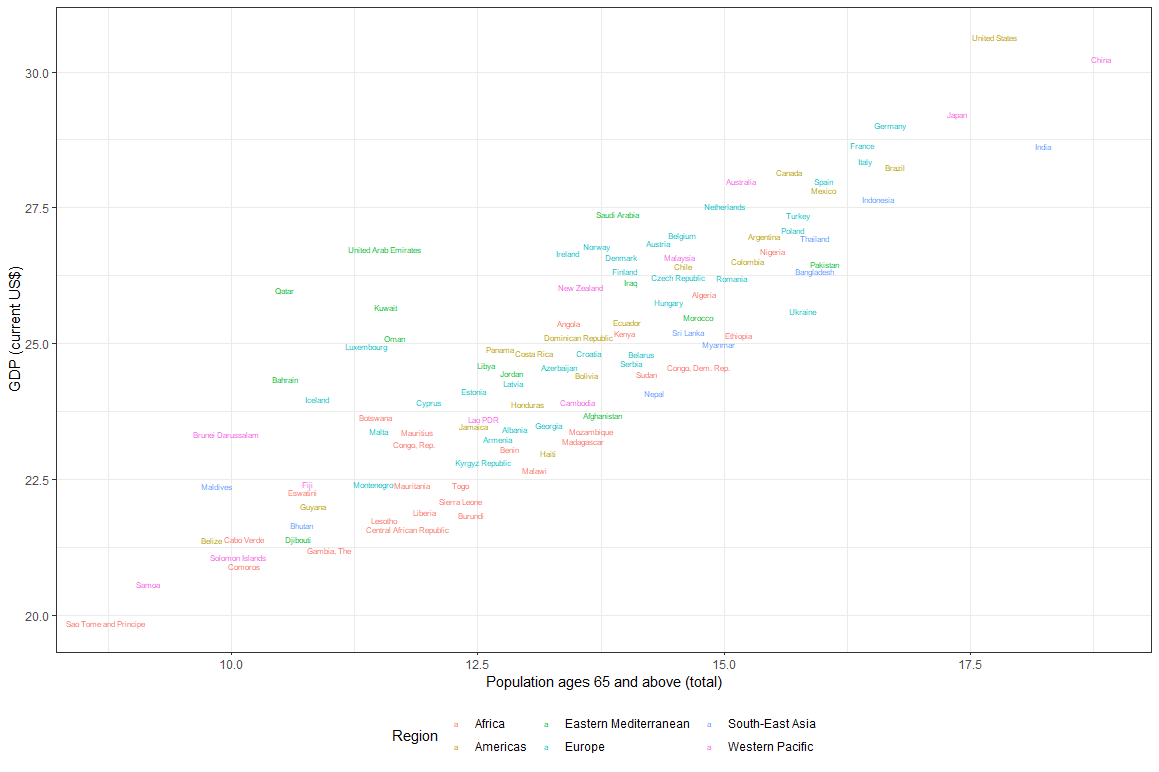 United States
China
30.0
Japan
Germany
France
India
Italy
Brazil
Canada
Australia
Spain
Mexico
Indonesia
27.5
Netherlands
Saudi Arabia
Turkey
Poland
Belgium
Argentina
Thailand
Austria
Norway
United Arab Emirates
Ireland
Nigeria
Denmark
Malaysia
Colombia
Chile
Pakistan
Finland
Bangladesh
Czech Republic
Romania
Iraq
New Zealand
Qatar
Algeria
Hungary
Kuwait
Ukraine
Morocco
Angola
Ecuador
Kenya
Sri Lanka
Ethiopia
Dominican Republic
Oman
25.0
Luxembourg
Myanmar
Panama
Costa Rica
Croatia
Belarus
Serbia
Libya
Azerbaijan
Congo, Dem. Rep.
Jordan
Bolivia
Sudan
Bahrain
Latvia
Estonia
Nepal
Iceland
Cyprus
Honduras
Cambodia
Botswana
Lao PDR
Afghanistan
Jamaica
Georgia
Malta
Mauritius
Albania
Mozambique
Brunei Darussalam
Armenia
Madagascar
Congo, Rep.
Benin
Haiti
Kyrgyz Republic
Malawi
22.5
Maldives
Fiji
Montenegro
Mauritania
Togo
Eswatini
Sierra Leone
Guyana
Liberia
Burundi
Lesotho
Bhutan
Central African Republic
Belize
Cabo Verde
Djibouti
Gambia, The
Solomon Islands
Comoros
Samoa
20.0
Sao Tome and Principe
GDP (current US$)
10.0 12.5 15.0 17.5
Population ages 65 and above (total)
Region
a Africa a Eastern Mediterranean a South-East Asia
a Americas a Europe a Western Pacific